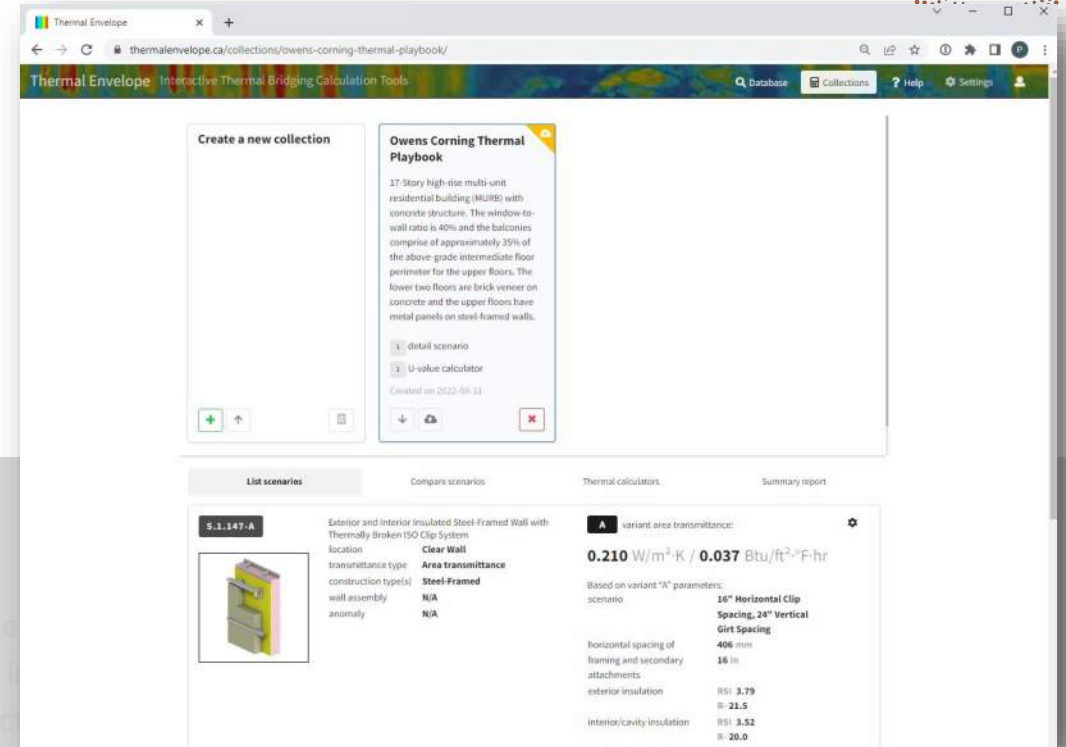 Thermal Envelope
thermalenvelope.ca/collections/owens-corning-thermal-playbook/
P
Thermal Envelope Interactive Thermal Bridging Calculation Tools
Database Collections ? Help Settings
Create a new collection
Owens Corning Thermal
Playbook
17-Story high-rise multi-unit
residential building (MURB) with
concrete structure. The window-to-
wall ratio is 40% and the balconies
comprise of approximately 35% of
the above-grade intermediate floor
perimeter for the upper floors. The
lower two floors are brick veneer on
concrete and the upper floors have
metal panels on steel-framed walls.
1 detail scenario
1 U-value calculator
Created on 2022-08-31
List scenarios Compare scenarios Thermal calculators Summary report
5.1.147-A
Exterior and Interior Insulated Steel-Framed Wall with
Thermally Broken ISO Clip System
location Clear Wall
transmittance type Area transmittance
construction type(s) Steel-Framed
wall assembly N/A
anomaly N/A
A variant area transmittance:
0.210 W/m²·K / 0.037 Btu/ft²·°F·hr
Based on variant "A" parameters:
scenario 16" Horizontal Clip
Spacing, 24" Vertical
Girt Spacing
horizontal spacing of 406 mm
framing and secondary 16 in
attachments
exterior insulation RSI 3.79
R- 21.5
interior/cavity insulation RSI 3.52
R- 20.0